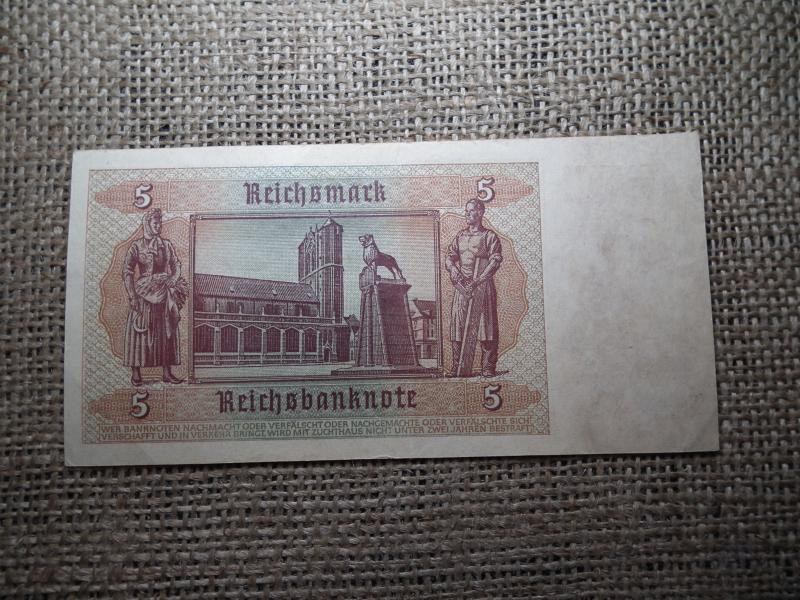 5 Reichsmark 5
5 Reichsbanknote 5
WER BANKNOTEN NACHMACHT ODER VERFÄLSCHT ODER NACHGEMACHTE ODER VERFÄLSCHTE SICH
VERSCHAFFT UND IN VERKEHR BRINGT, WIRD MIT ZUCHTHAUS NICHT UNTER ZWEI JAHREN BESTRAFT